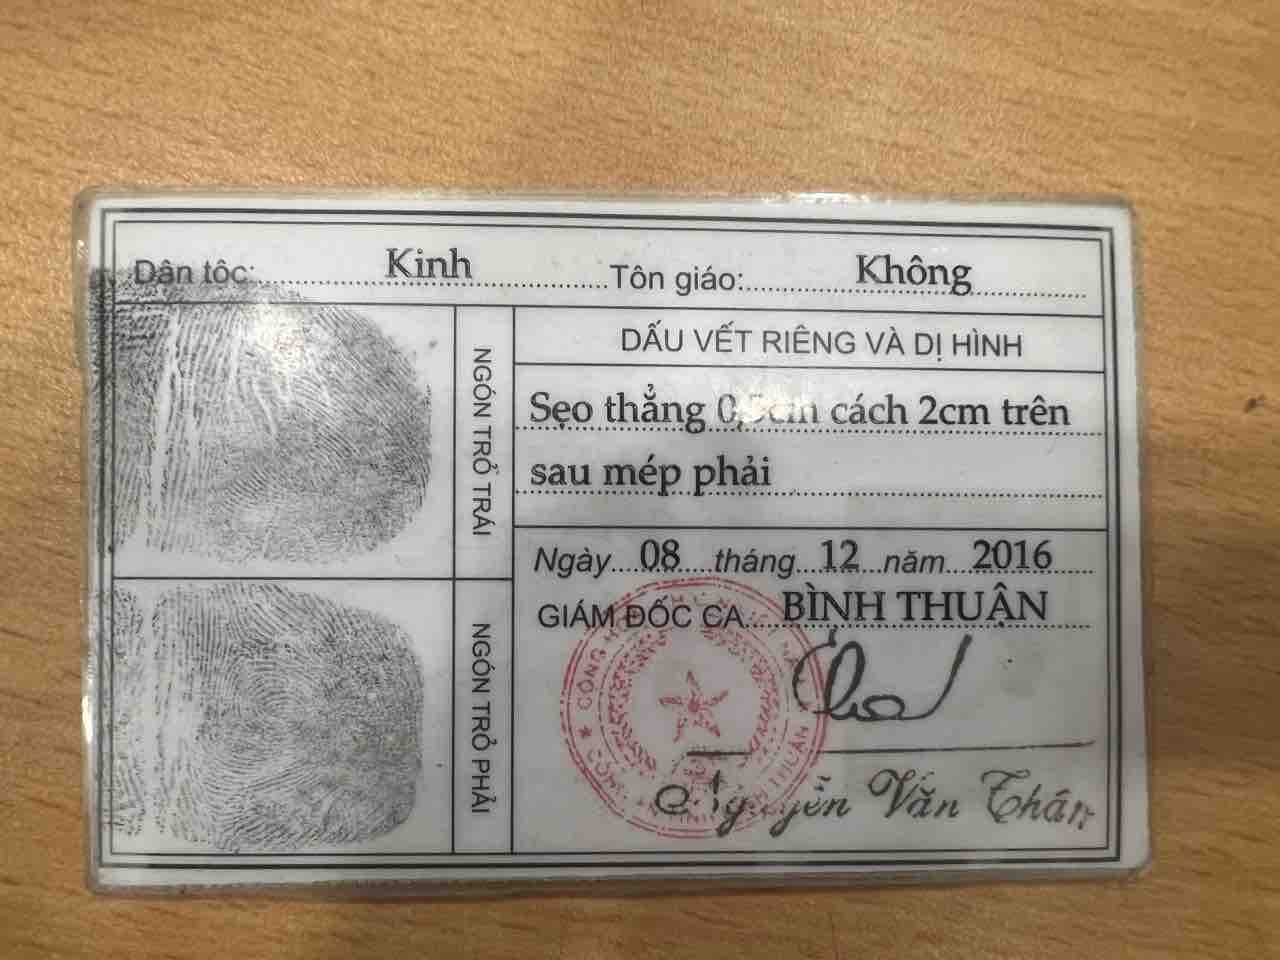 Dân tộc: Kinh Tôn giáo: Không
NGÓN TRỎ TRÁI
DẤU VẾT RIÊNG VÀ DỊ HÌNH
Sẹo thẳng 0,5cm cách 2cm trên
sau mép phải
NGÓN TRỎ PHẢI
Ngày 08 tháng 12 năm 2016
GIÁM ĐỐC CA BÌNH THUẬN
Nguyễn Văn